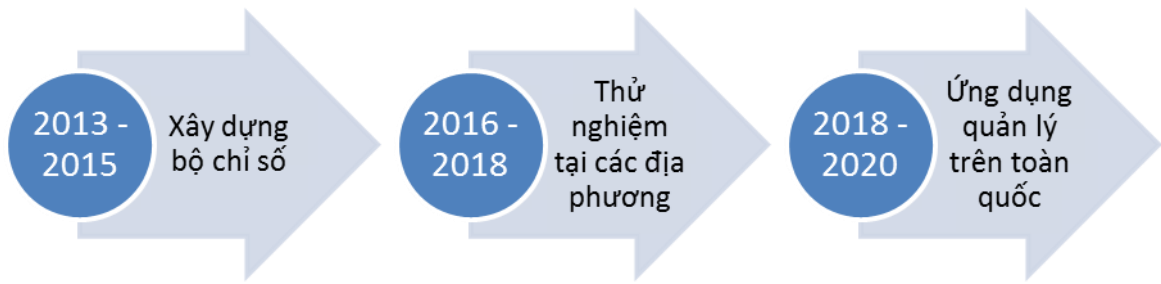 2013 -
2015
Xây dựng
bộ chỉ số
2016 -
2018
Thử
nghiệm
tại các địa
phương
2018 -
2020
Ứng dụng
quản lý
trên toàn
quốc